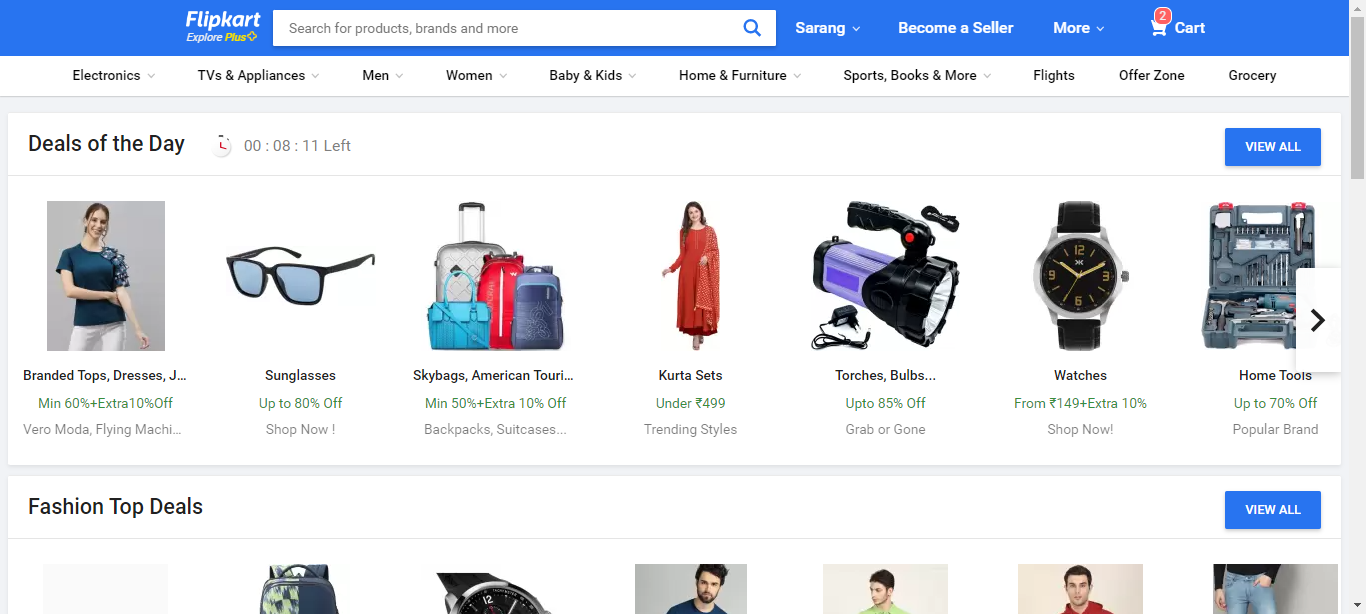 Flipkart
Explore Plus
Search for products, brands and more
Sarang
Become a Seller
More
2
Cart
Electronics
TVs & Appliances
Men
Women
Baby & Kids
Home & Furniture
Sports, Books & More
Flights
Offer Zone
Grocery
Deals of the Day
00 : 08 : 11 Left
VIEW ALL
Branded Tops, Dresses, J...
Min 60%+Extra10%Off
Vero Moda, Flying Machi...
Sunglasses
Up to 80% Off
Shop Now !
Skybags, American Touri...
Min 50%+Extra 10% Off
Backpacks, Suitcases...
Kurta Sets
Under ₹499
Trending Styles
Torches, Bulbs...
Upto 85% Off
Grab or Gone
Watches
From ₹149+Extra 10%
Shop Now!
Home Tools
Up to 70% Off
Popular Brand
Fashion Top Deals
VIEW ALL